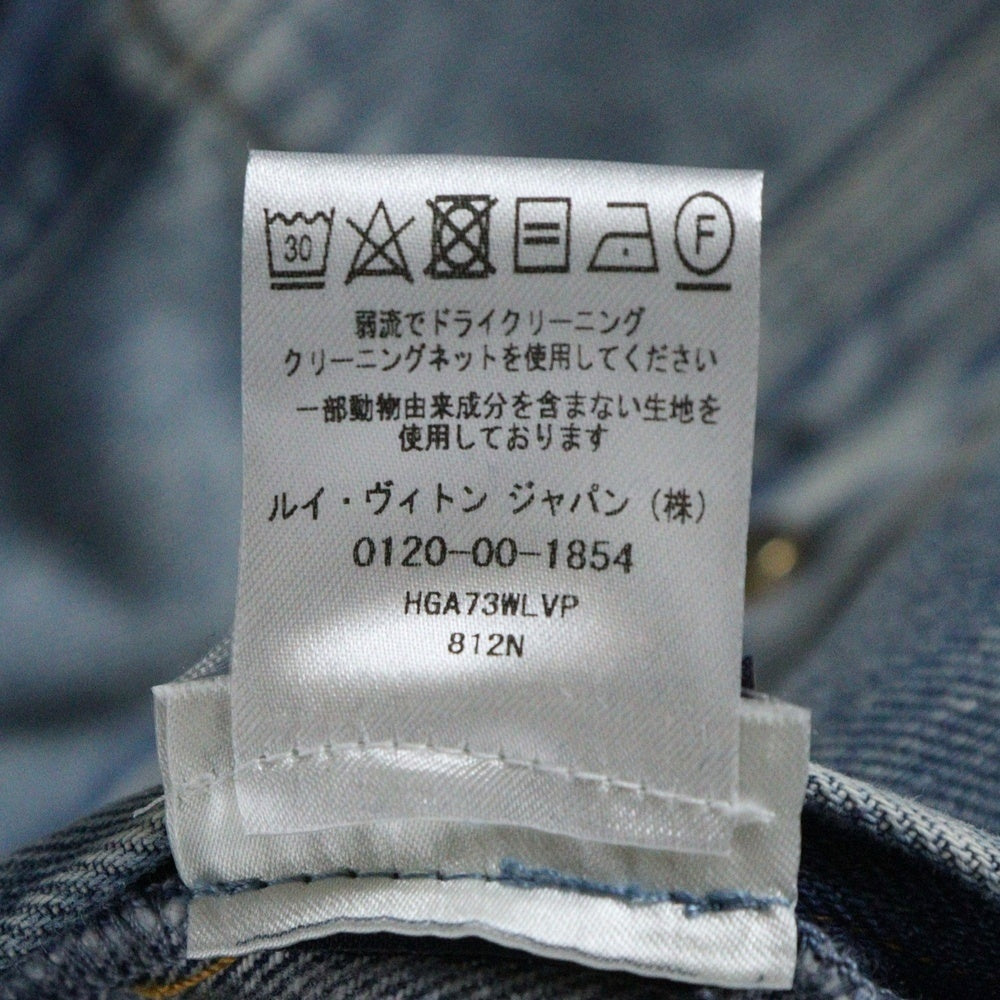 30 F
弱流でドライクリーニング
クリーニングネットを使用してください
一部動物由来成分を含まない生地を
使用しております
ルイ・ヴィトン ジャパン (株)
0120-00-1854
HGA73WLVP
812N